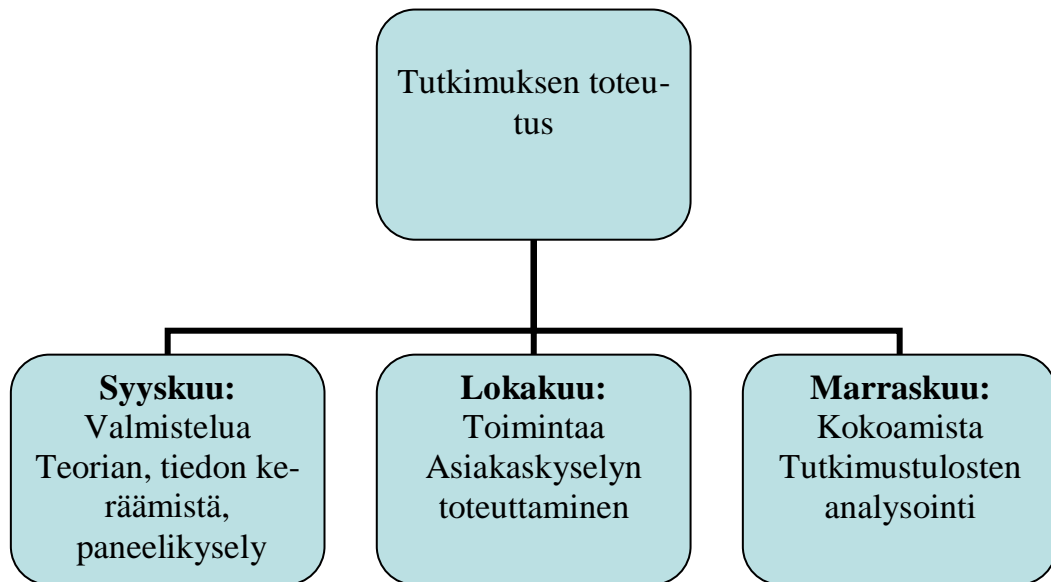 Tutkimuksen toteu-
tus
Syyskuu:
Valmistelua
Teorian, tiedon ke-
räämistä,
paneelikysely
Lokakuu:
Toimintaa
Asiakaskyselyn
toteuttaminen
Marraskuu:
Kokoamista
Tutkimustulosten
analysointi